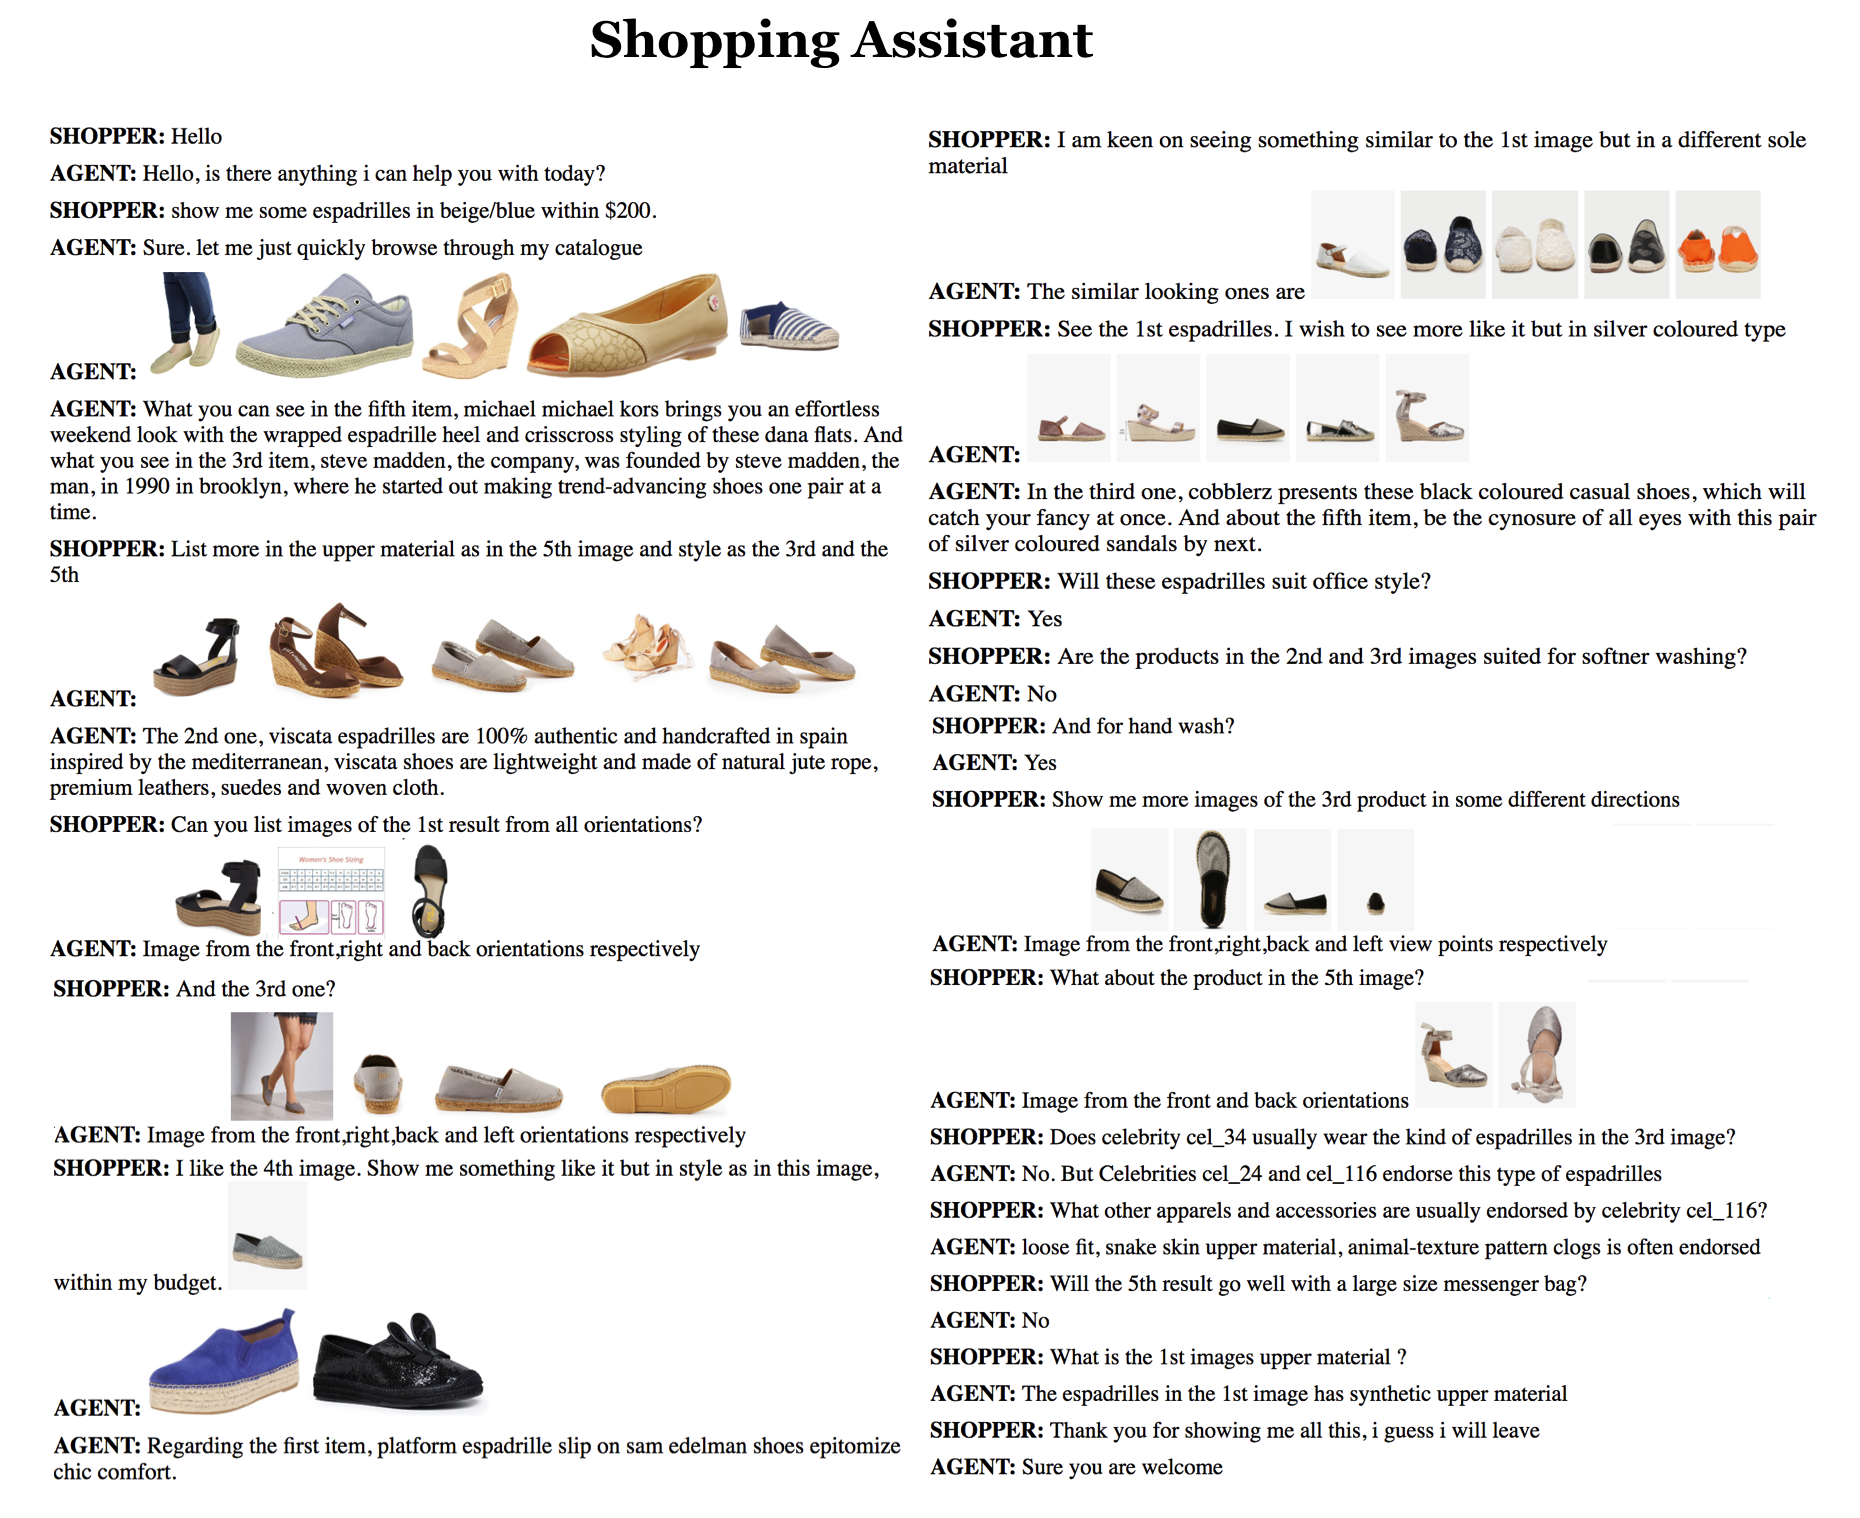 Shopping Assistant
SHOPPER: Hello
AGENT: Hello, is there anything i can help you with today?
SHOPPER: show me some espadrilles in beige/blue within $200.
AGENT: Sure. let me just quickly browse through my catalogue
AGENT:
AGENT: What you can see in the fifth item, michael michael kors brings you an effortless
weekend look with the wrapped espadrille heel and crisscross styling of these dana flats. And
what you see in the 3rd item, steve madden, the company, was founded by steve madden, the
man, in 1990 in brooklyn, where he started out making trend-advancing shoes one pair at a
time.
SHOPPER: List more in the upper material as in the 5th image and style as the 3rd and the
5th
AGENT:
AGENT: The 2nd one, viscata espadrilles are 100% authentic and handcrafted in spain
inspired by the mediterranean, viscata shoes are lightweight and made of natural jute rope,
premium leathers, suedes and woven cloth.
SHOPPER: Can you list images of the 1st result from all orientations?
Women's Shoe Sizing
AGENT: Image from the front,right and back orientations respectively
SHOPPER: And the 3rd one?
AGENT: Image from the front,right,back and left orientations respectively
SHOPPER: I like the 4th image. Show me something like it but in style as in this image,
within my budget.
AGENT:
AGENT: Regarding the first item, platform espadrille slip on sam edelman shoes epitomize
chic comfort.
SHOPPER: I am keen on seeing something similar to the 1st image but in a different sole
material
AGENT: The similar looking ones are
SHOPPER: See the 1st espadrilles. I wish to see more like it but in silver coloured type
AGENT:
AGENT: In the third one, cobblerz presents these black coloured casual shoes, which will
catch your fancy at once. And about the fifth item, be the cynosure of all eyes with this pair
of silver coloured sandals by next.
SHOPPER: Will these espadrilles suit office style?
AGENT: Yes
SHOPPER: Are the products in the 2nd and 3rd images suited for softner washing?
AGENT: No
SHOPPER: And for hand wash?
AGENT: Yes
SHOPPER: Show me more images of the 3rd product in some different directions
AGENT: Image from the front,right,back and left view points respectively
SHOPPER: What about the product in the 5th image?
AGENT: Image from the front and back orientations
SHOPPER: Does celebrity cel_34 usually wear the kind of espadrilles in the 3rd image?
AGENT: No. But Celebrities cel_24 and cel_116 endorse this type of espadrilles
SHOPPER: What other apparels and accessories are usually endorsed by celebrity cel_116?
AGENT: loose fit, snake skin upper material, animal-texture pattern clogs is often endorsed
SHOPPER: Will the 5th result go well with a large size messenger bag?
AGENT: No
SHOPPER: What is the 1st images upper material ?
AGENT: The espadrilles in the 1st image has synthetic upper material
SHOPPER: Thank you for showing me all this, i guess i will leave
AGENT: Sure you are welcome